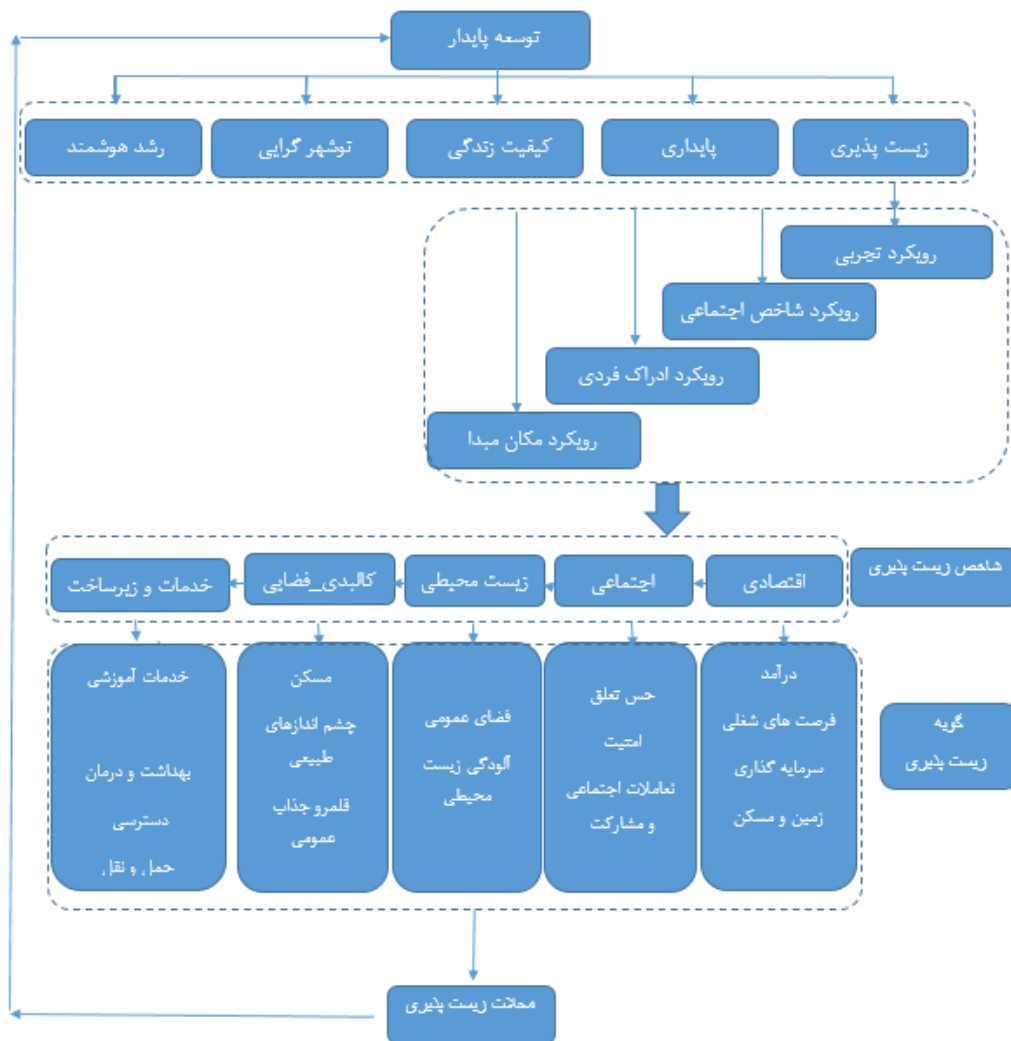 توسعه پایدار
زیست پذیری
پایداری
کیفیت زندگی
نوشهر گرایی
رشد هوشمند
رویکرد تجربی
رویکرد شاخص اجتماعی
رویکرد ادراک فردی
رویکرد مکان مبدا
شاخص زیست پذیری
اقتصادی
اجتماعی
زیست محیطی
کالبدی_فضایی
خدمات و زیرساخت
گویه
زیست پذیری
درآمد
فرصت های شغلی
سرمایه گذاری
زمین و مسکن
حس تعلق
امنیت
تعاملات اجتماعی
و مشارکت
فضای عمومی
آلودگی زیست
محیطی
مسکن
چشم اندازهای
طبیعی
قلمرو جذاب
عمومی
خدمات آموزشی
بهداشت و درمان
دسترسی
حمل و نقل
محلات زیست پذیری